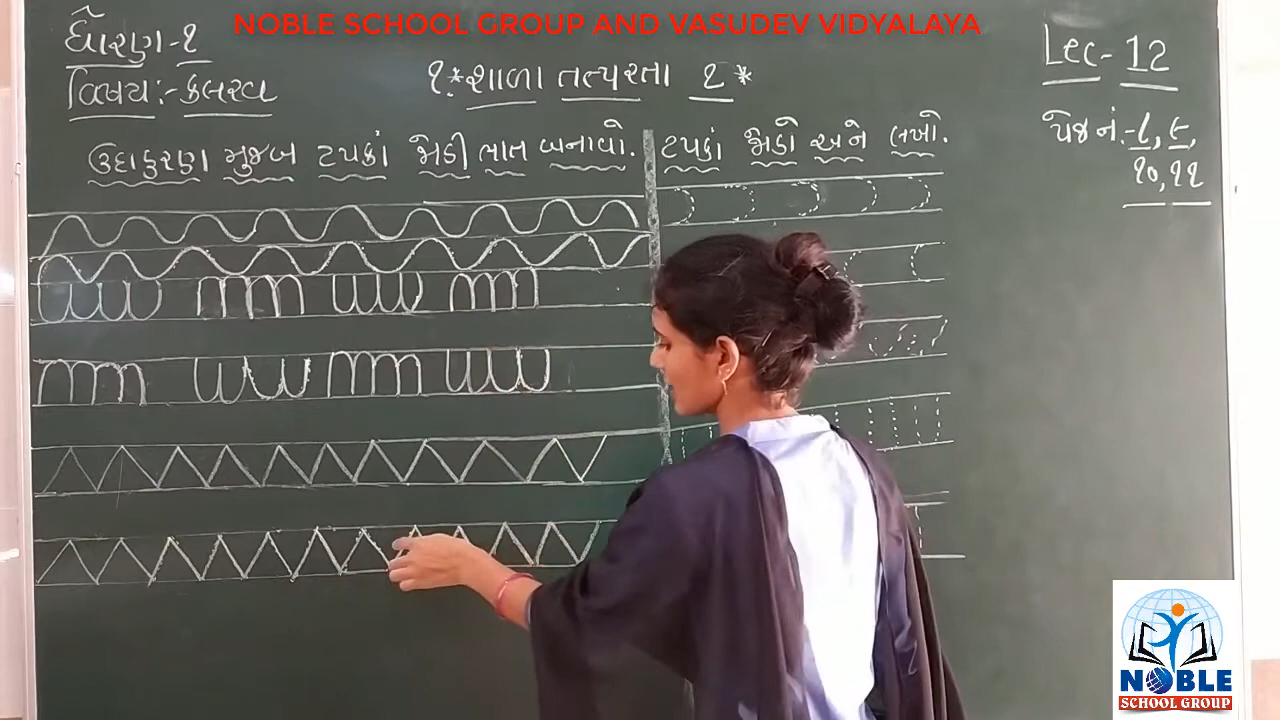 NOBLE SCHOOL GROUP AND VASUDEV VIDYALAYA
ધોરણ-૧
વિષય:-કલરવ
૧.*શાળા તત્પરતા ૧*
Lec-12
પેજ નં.-૮,૯,
૧૦,૧૧
ઉદાહરણ મુજબ ટપકાં જોડી ભાત બનાવો.
ટપકાં જોડો અને લખો.
NOBLE
SCHOOL GROUP